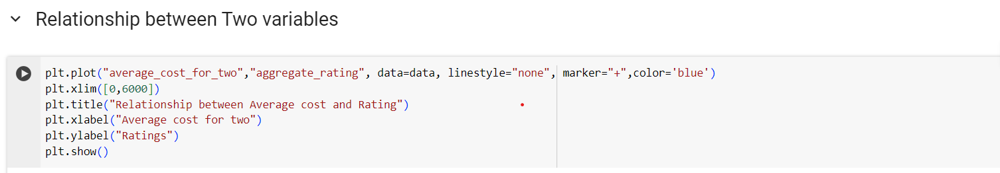 Relationship between Two variables
plt.plot("average_cost_for_two","aggregate_rating", data=data, linestyle="none", marker="+",color='blue')
plt.xlim([0,6000])
plt.title("Relationship between Average cost and Rating")
plt.xlabel("Average cost for two")
plt.ylabel("Ratings")
plt.show()